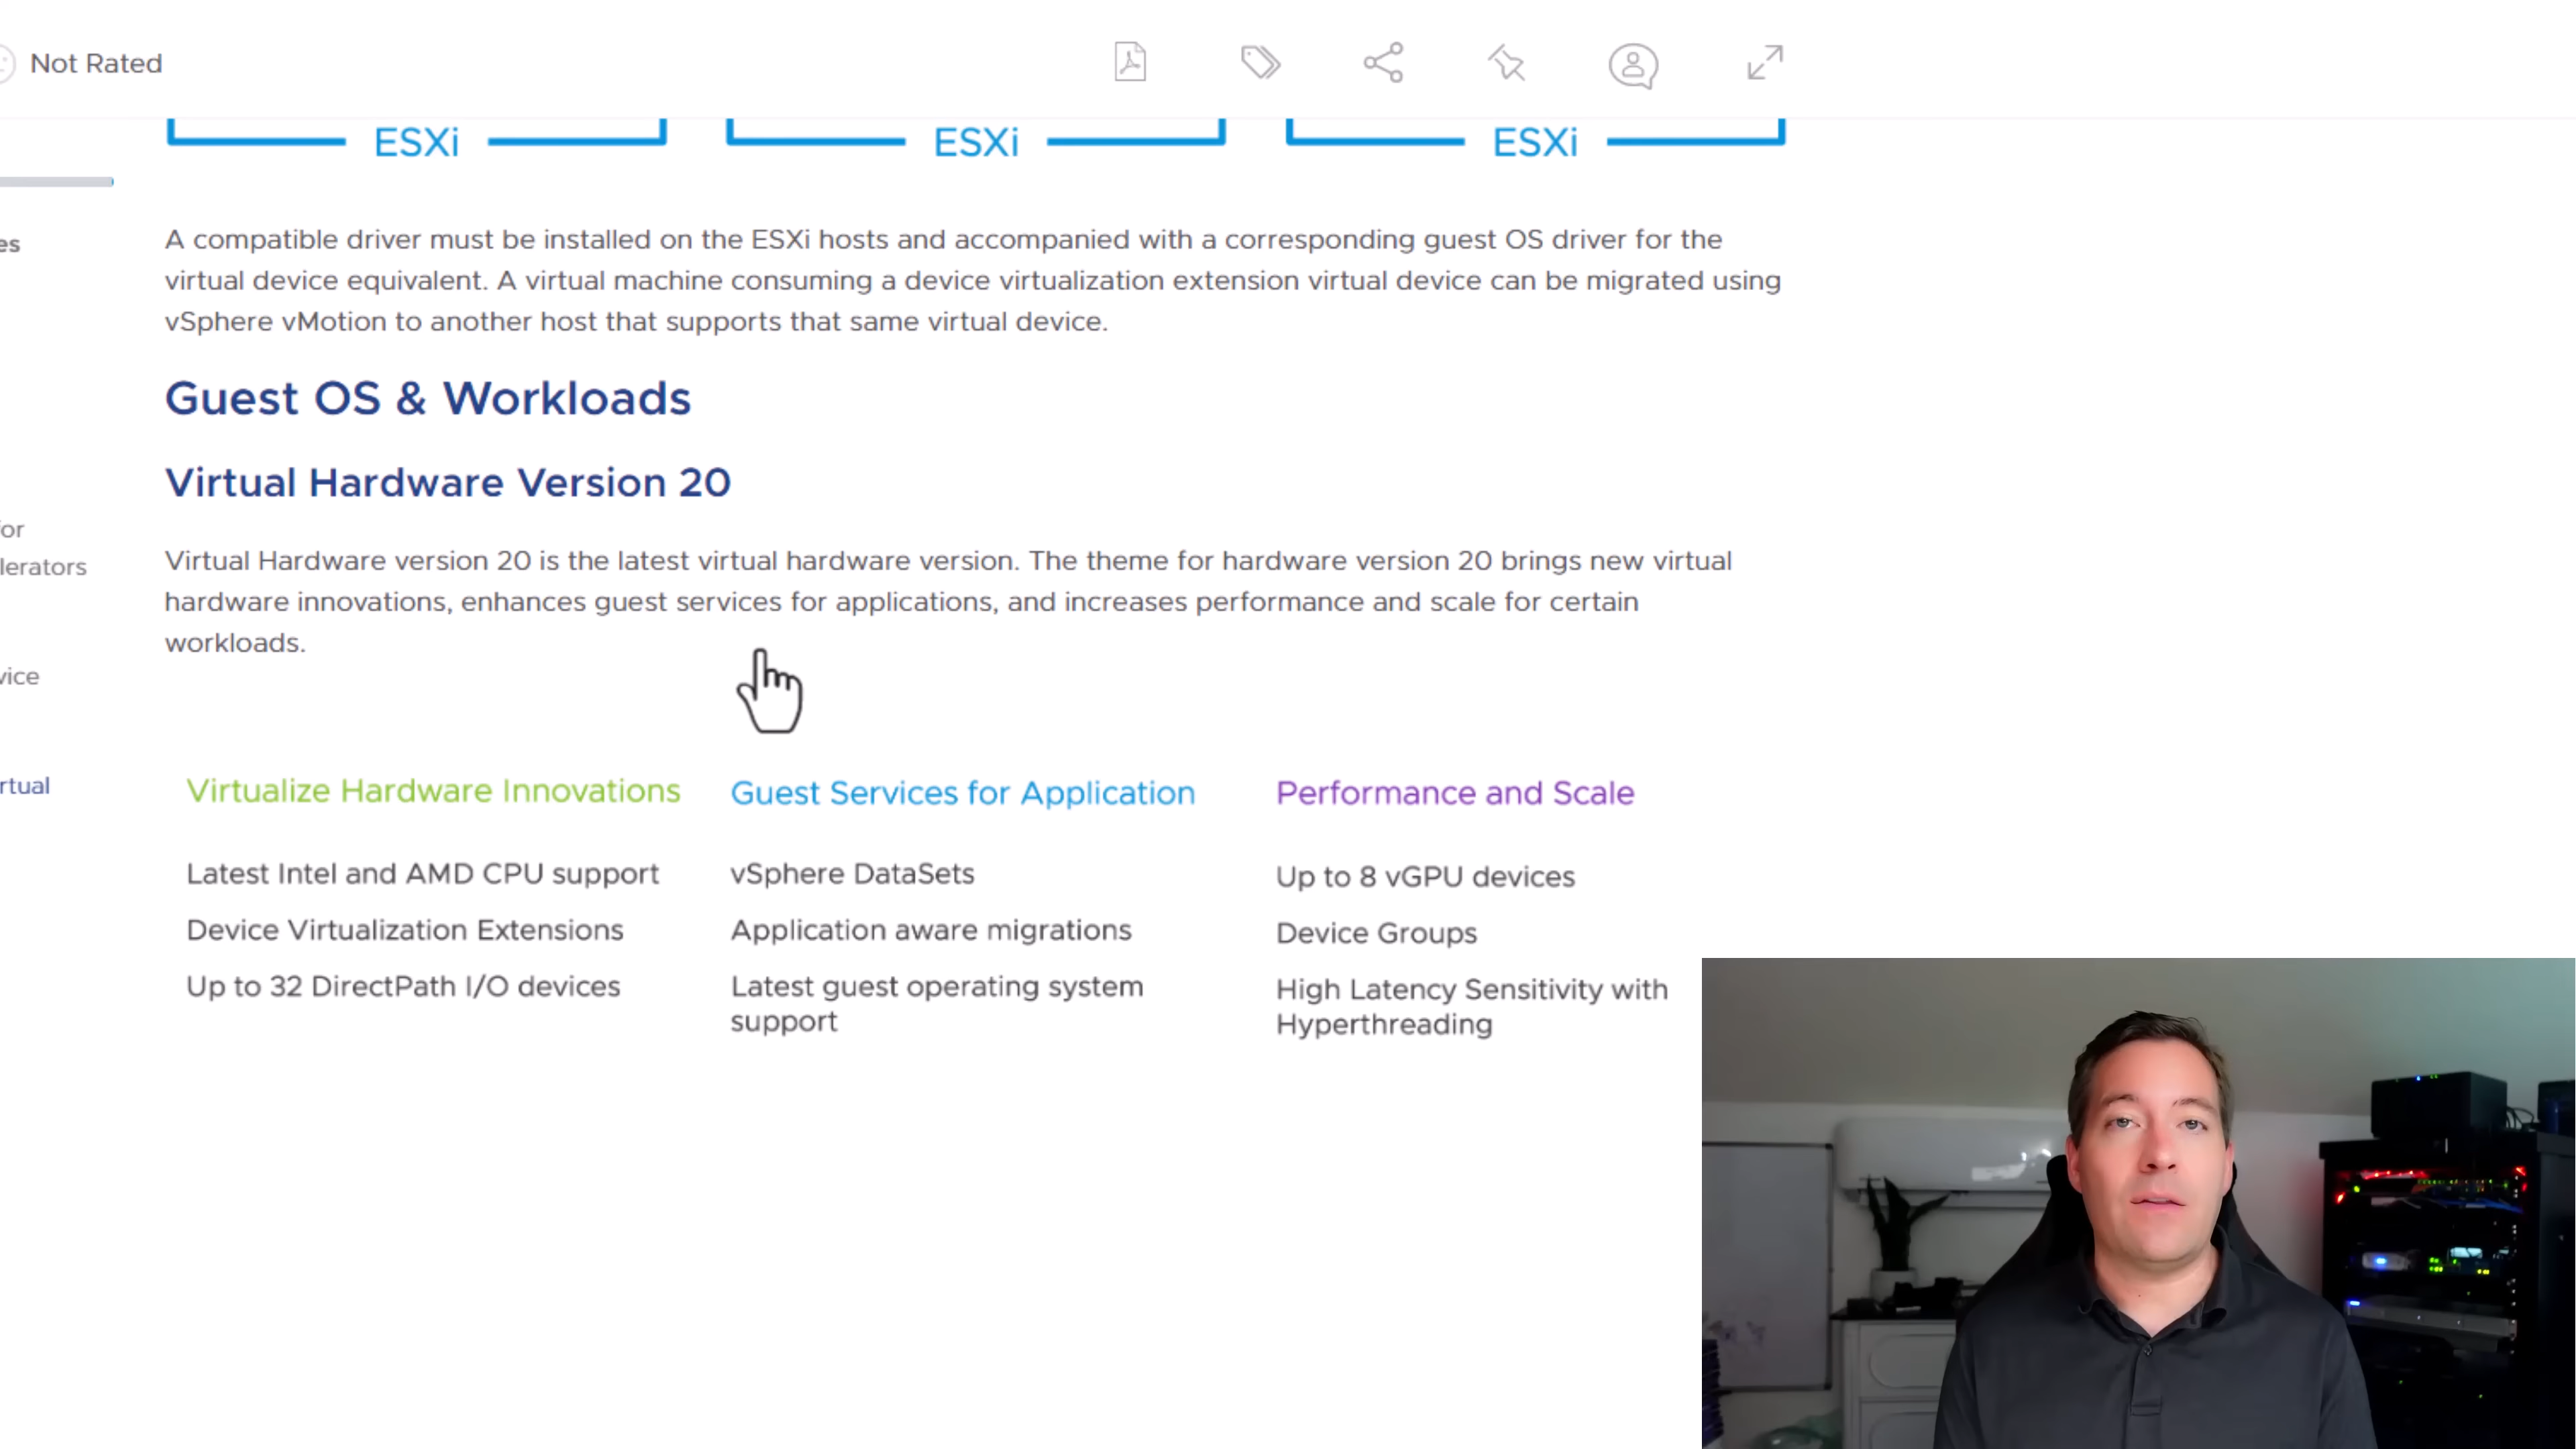 Not Rated
ESXi ESXi ESXi
es
A compatible driver must be installed on the ESXi hosts and accompanied with a corresponding guest OS driver for the
virtual device equivalent. A virtual machine consuming a device virtualization extension virtual device can be migrated using
vSphere vMotion to another host that supports that same virtual device.
Guest OS & Workloads
Virtual Hardware Version 20
for
lerators
vice
rtual
Virtual Hardware version 20 is the latest virtual hardware version. The theme for hardware version 20 brings new virtual
hardware innovations, enhances guest services for applications, and increases performance and scale for certain
workloads.
Virtualize Hardware Innovations
Latest Intel and AMD CPU support
Device Virtualization Extensions
Up to 32 DirectPath I/O devices
Guest Services for Application
vSphere DataSets
Application aware migrations
Latest guest operating system
support
Performance and Scale
Up to 8 vGPU devices
Device Groups
High Latency Sensitivity with
Hyperthreading